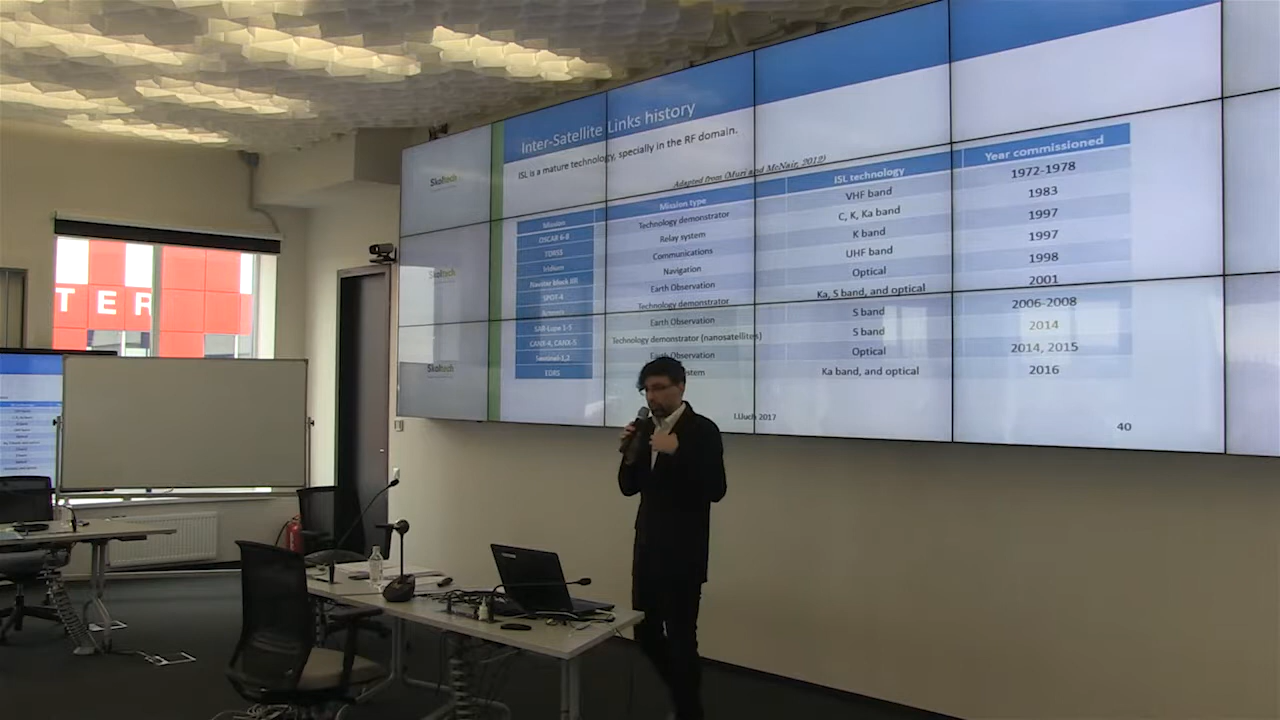 Inter-Satellite Links history
ISL is a mature technology, specially in the RF domain.
Adapted from (Muri and McNair, 2012)
Mission Mission type ISL technology Year commissioned
OSCAR 6-8 Technology demonstrator VHF band 1972-1978
TDRSS Relay system C, K, Ka band 1983
Iridium Communications K band 1997
Navstar block IIR Navigation UHF band 1997
SPOT-4 Earth Observation Optical 1998
Artemis Technology demonstrator Ka, S band, and optical 2001
SAR-Lupe 1-5 Earth Observation S band 2006-2008
CANX-4, CANX-5 Technology demonstrator (nanosatellites) S band 2014
Sentinel-1,2 Earth Observation Optical 2014, 2015
EDRS Ka band, and optical 2016
I.Lluch 2017
40
Skoltech
Skoltech
Skoltech
TER